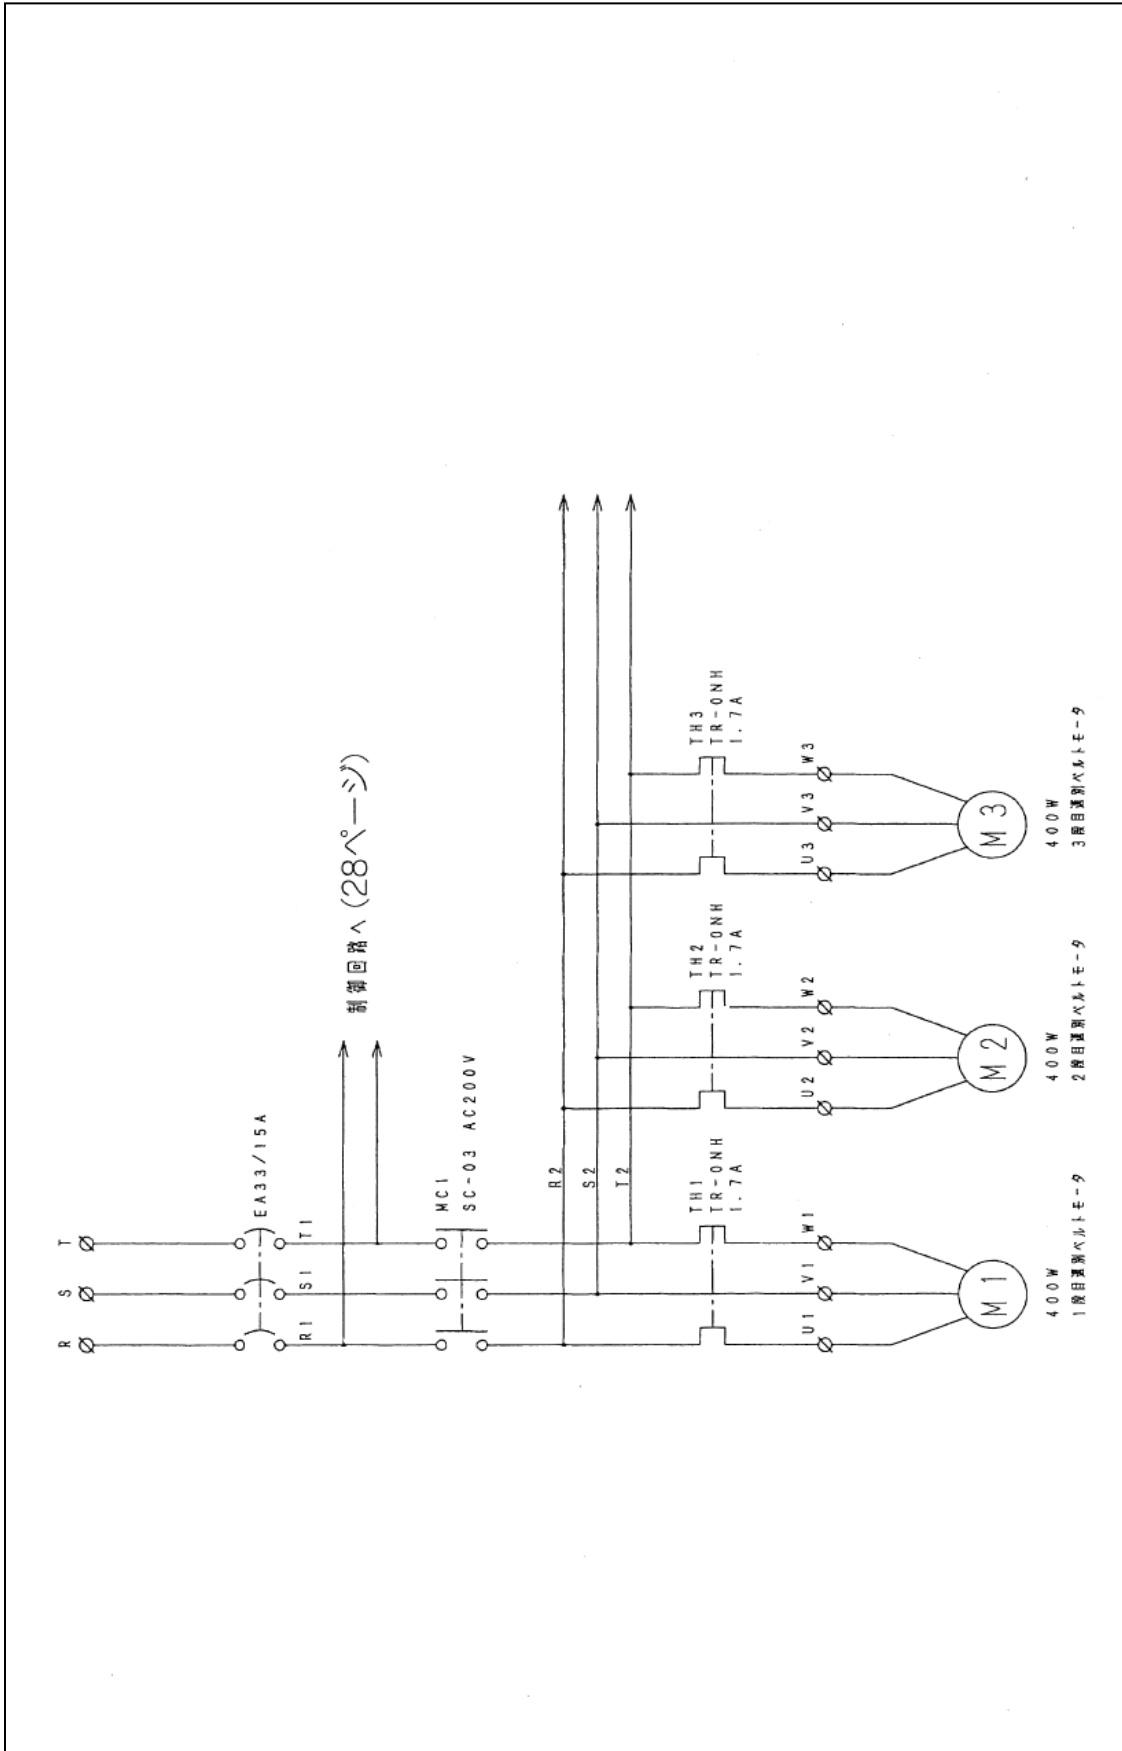 R
S
T
EA33/15A
R1
S1
T1
制御回路へ(28ページ)
MC1
SC-03 AC200V
R2
S2
T2
TH1
TR-0NH
1.7A
TH2
TR-0NH
1.7A
TH3
TR-0NH
1.7A
U1
V1
W1
U2
V2
W2
U3
V3
W3
M1
M2
M3
400W
1段目選別ベルトモータ
400W
2段目選別ベルトモータ
400W
3段目選別ベルトモータ